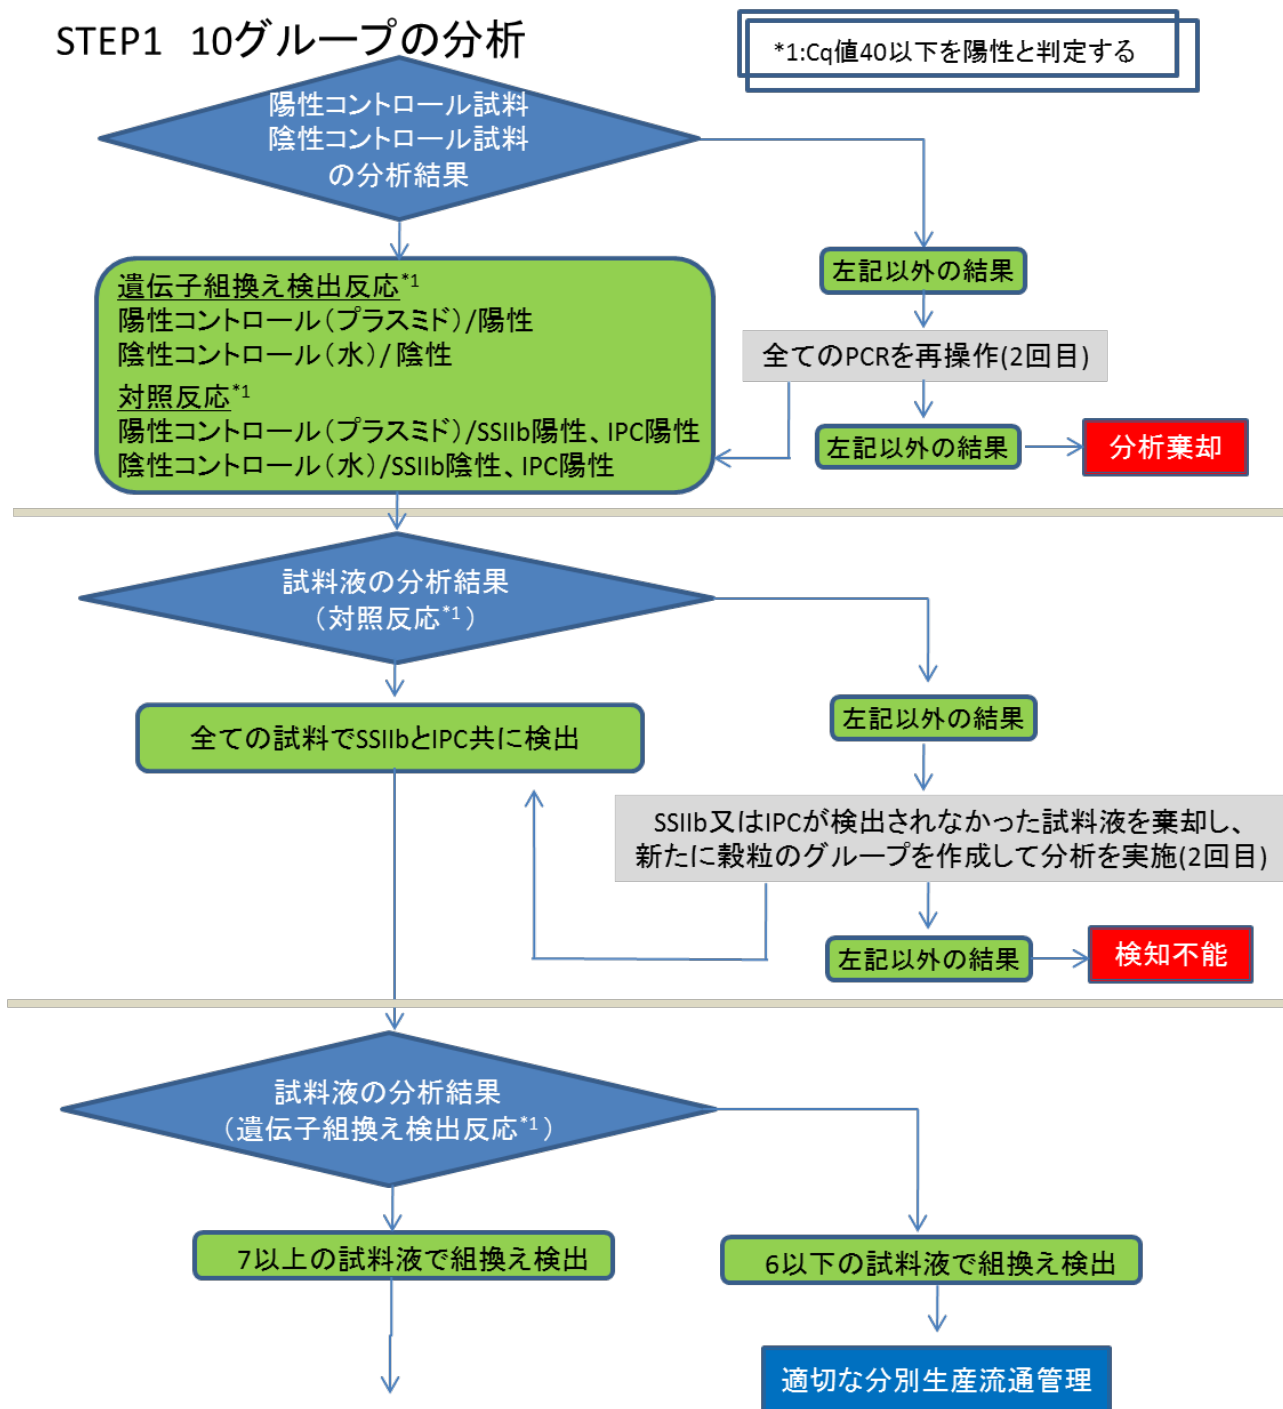 STEP1 10グループの分析
*1:Cq値40以下を陽性と判定する
陽性コントロール試料
陰性コントロール試料
の分析結果
遺伝子組換え検出反応*1
陽性コントロール(プラスミド)/陽性
陰性コントロール(水)/陰性
対照反応*1
陽性コントロール(プラスミド)/SSIIb陽性、IPC陽性
陰性コントロール(水)/SSIIb陰性、IPC陽性
左記以外の結果
全てのPCRを再操作(2回目)
左記以外の結果
分析棄却
試料液の分析結果
(対照反応*1)
全ての試料でSSIIbとIPC共に検出
左記以外の結果
SSIIb又はIPCが検出されなかった試料液を棄却し、
新たに穀粒のグループを作成して分析を実施(2回目)
左記以外の結果
検知不能
試料液の分析結果
(遺伝子組換え検出反応*1)
7以上の試料液で組換え検出
6以下の試料液で組換え検出
適切な分別生産流通管理